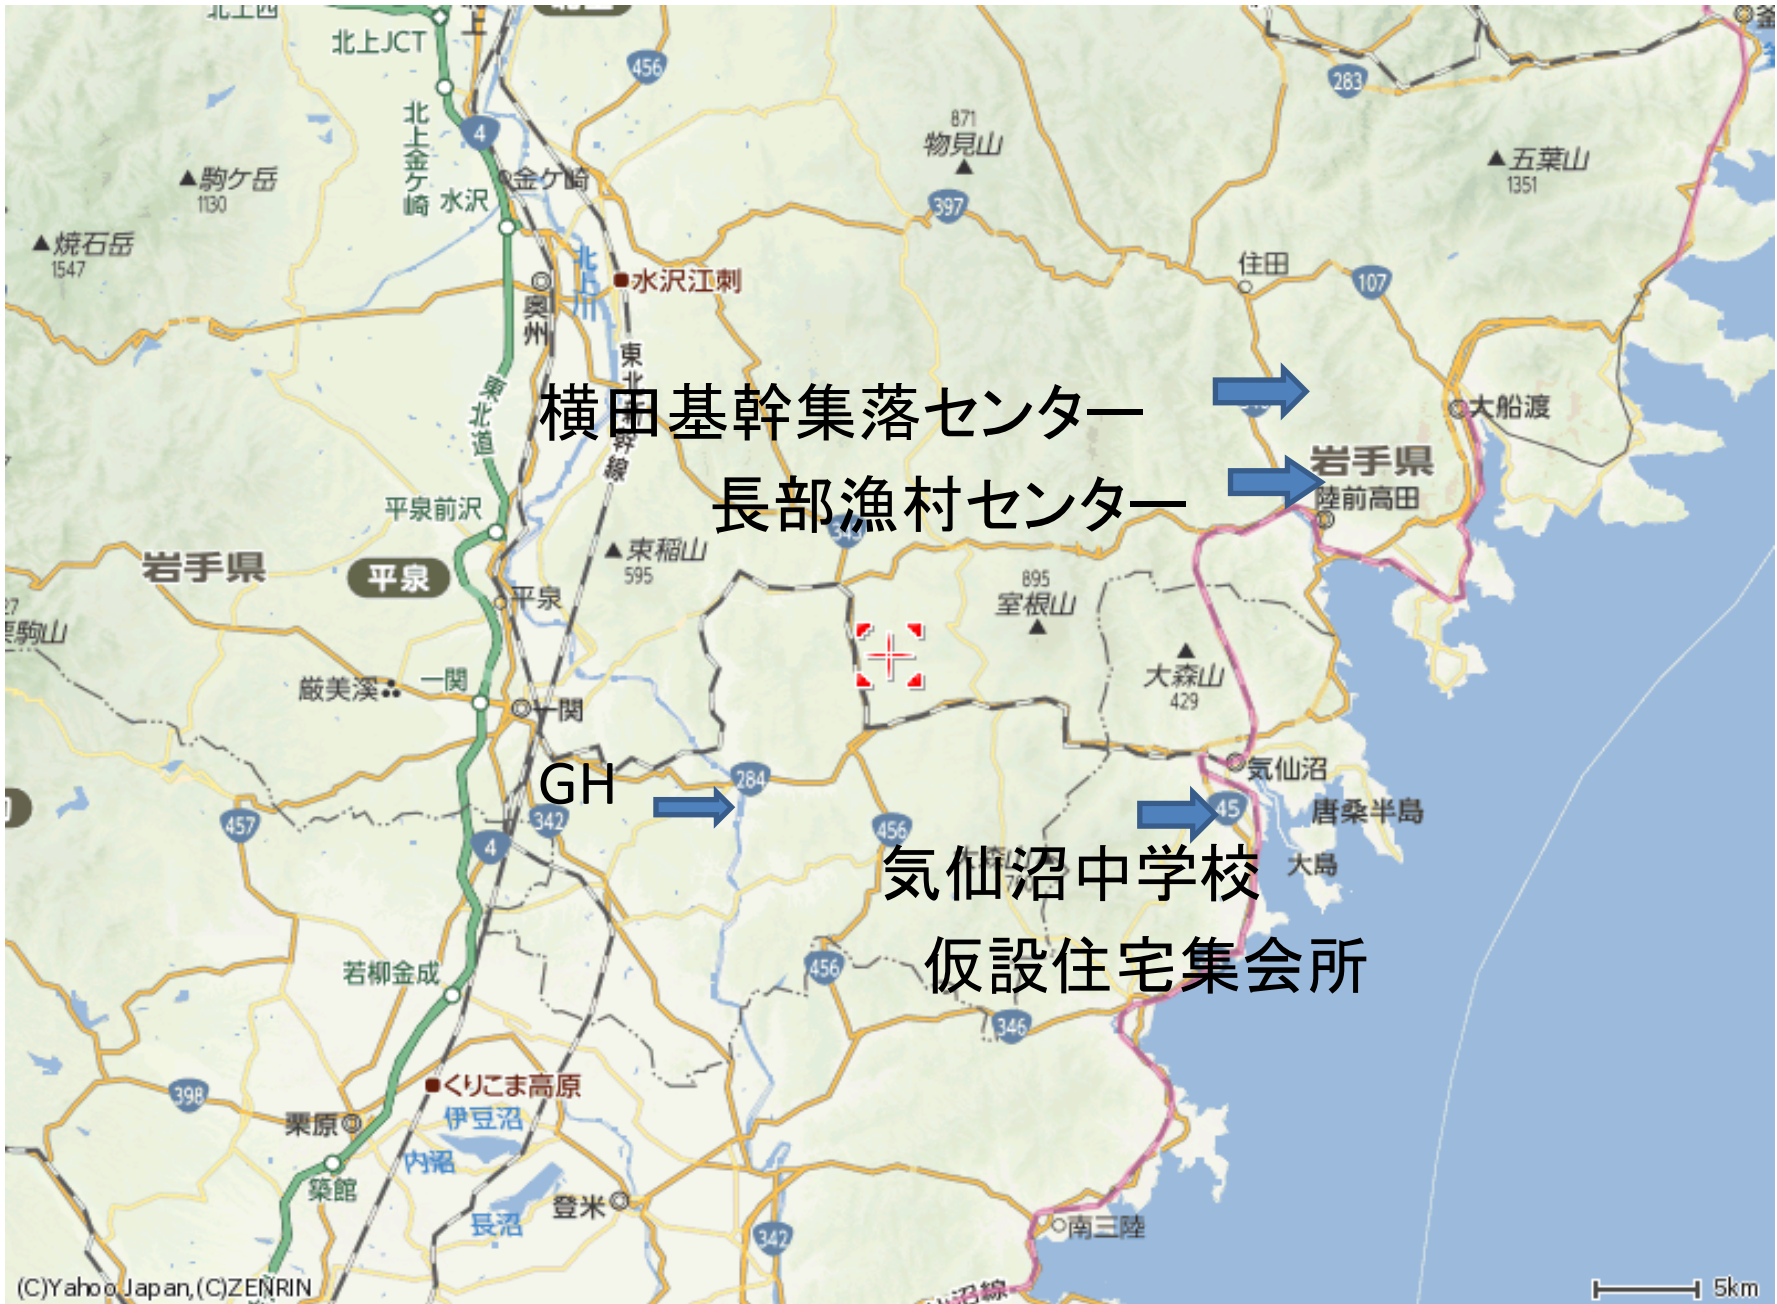 北上JCT
456
283
871
物見山
4
北上金ケ崎
駒ケ岳
1130
金ケ崎
水沢
五葉山
1351
397
焼石岳
1547
北上川
住田
107
水沢江刺
奥州
東北新幹線
東北道
横田基幹集落センター
大船渡
岩手県
長部漁村センター
陸前高田
平泉前沢
343
束稲山
595
岩手県
平泉
平泉
895
室根山
大森山
429
厳美渓
一関
一関
気仙沼
GH
284
45
唐桑半島
457
342
4
456
気仙沼中学校
大島
仮設住宅集会所
若柳金成
456
346
くりこま高原
398
栗原
伊豆沼
内沼
築館
登米
長沼
南三陸
342
(C)Yahoo Japan,(C)ZENRIN
5km